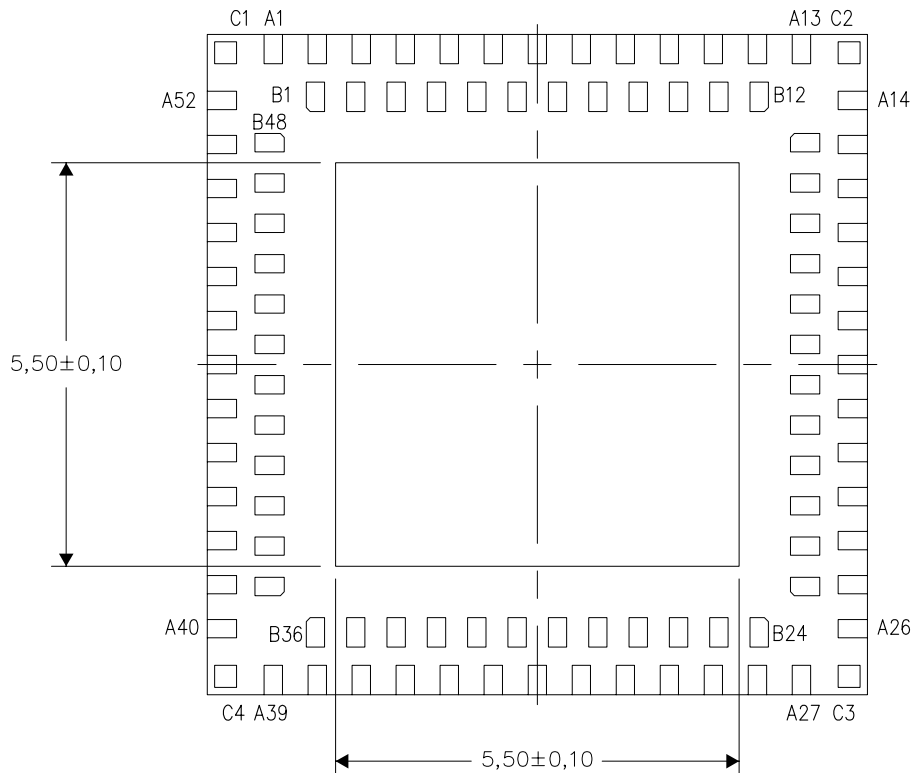 C1 A1 A13 C2
A52 B1 B12 A14
B48
5,50±0,10
A40 B36 B24 A26
C4 A39 A27 C3
5,50±0,10